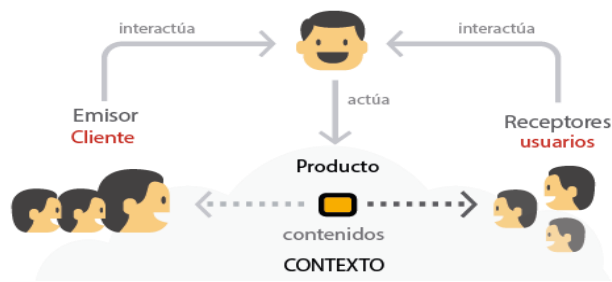 interactúa
interactúa
actúa
Emisor
Cliente
Receptores
usuarios
Producto
contenidos
CONTEXTO